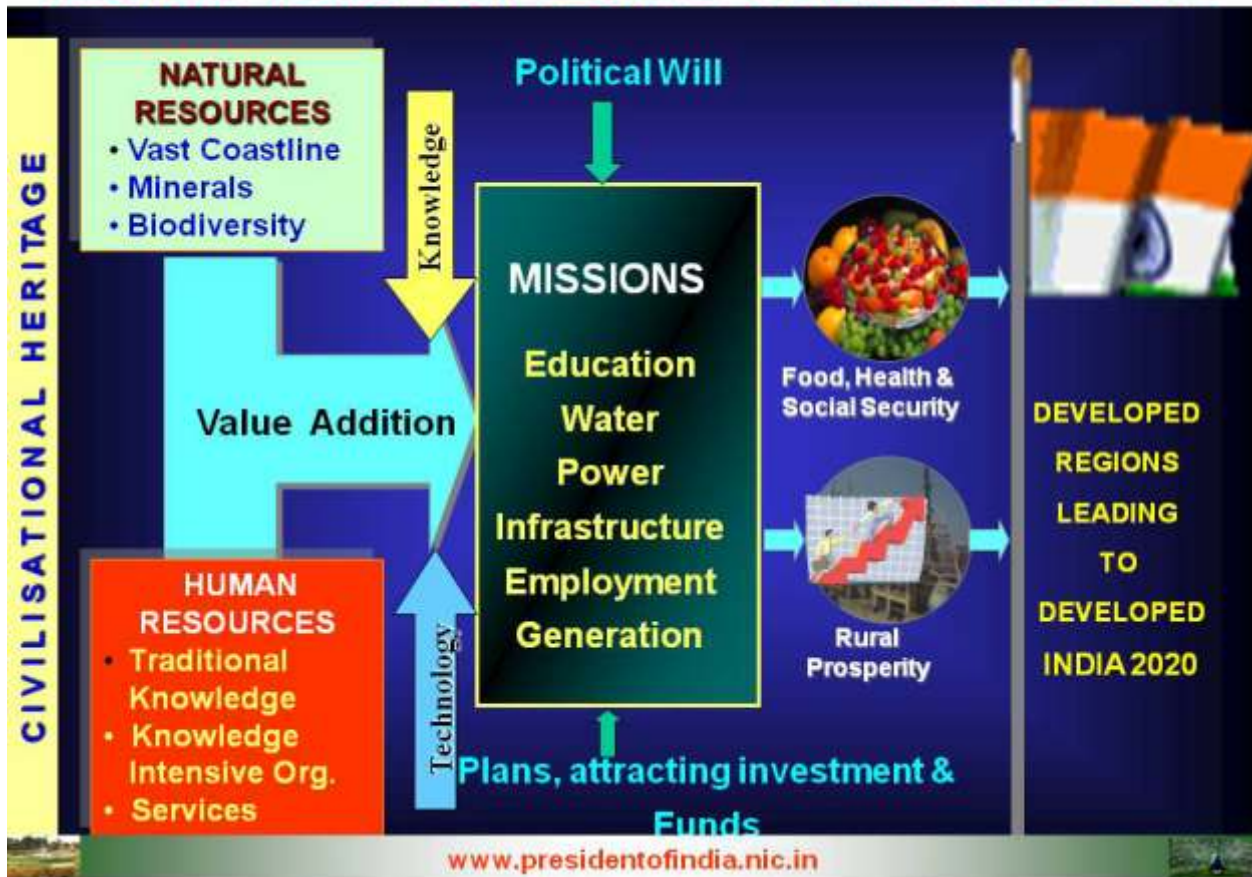 CIVILISATIONAL HERITAGE
NATURAL
RESOURCES
• Vast Coastline
• Minerals
• Biodiversity
Knowledge
Political Will
Value Addition
HUMAN
RESOURCES
• Traditional
Knowledge
• Knowledge
Intensive Org.
• Services
Technology
MISSIONS
Education
Water
Power
Infrastructure
Employment
Generation
Plans, attracting investment &
Funds
Food, Health &
Social Security
Rural
Prosperity
DEVELOPED
REGIONS
LEADING
TO
DEVELOPED
INDIA 2020
www.presidentofindia.nic.in